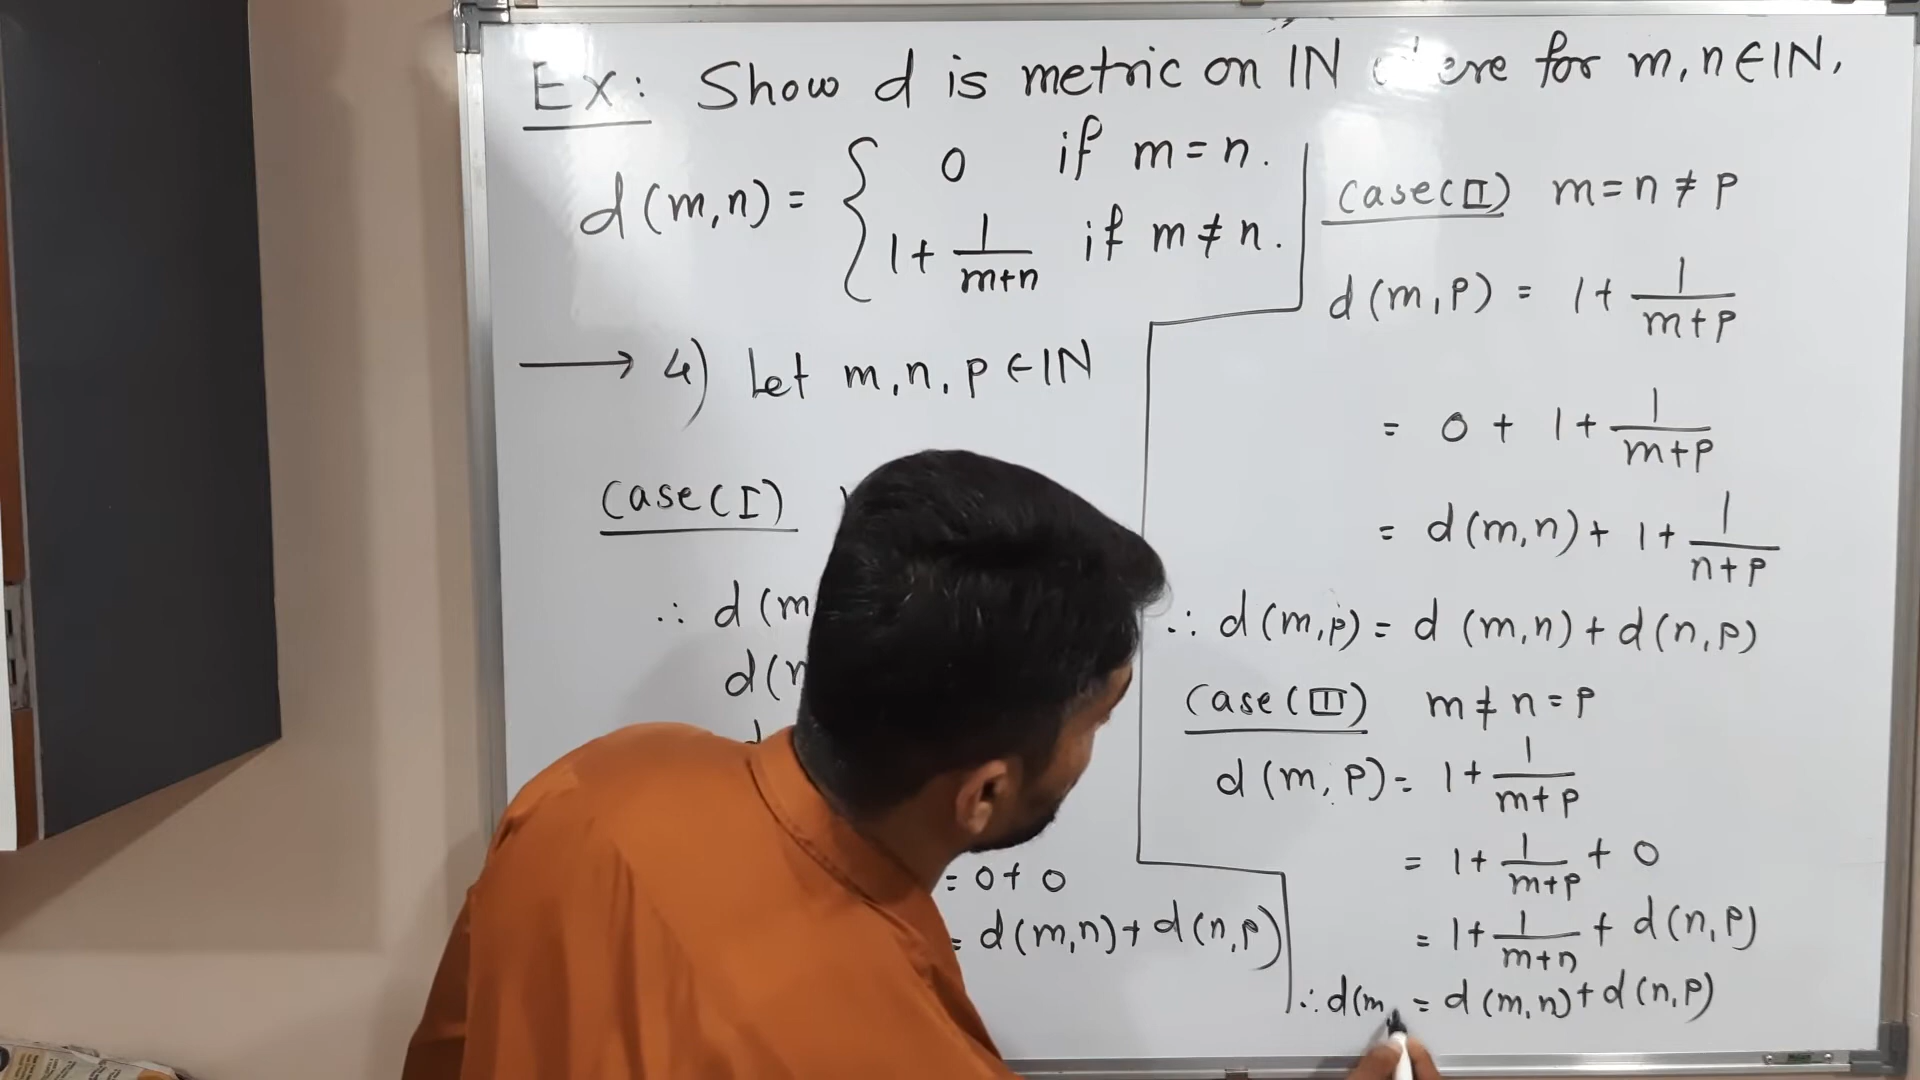 Ex: Show d is metric on IN for m,n∈IN,
d(m,n) = { 0 if m=n.
1 + 1/(m+n) if m≠n.
→ 4) Let m,n,p ∈ IN
Case(I)
∴ d(m
= 0+0
= d(m,n) + d(n,p)
Case(II) m=n≠p
d(m,p) = 1 + 1/(m+p)
= 0 + 1 + 1/(m+p)
= d(m,n) + 1 + 1/(n+p)
∴ d(m,p) = d(m,n) + d(n,p)
Case(III) m≠n=p
d(m,p) = 1 + 1/(m+p)
= 1 + 1/(m+p) + 0
= 1 + 1/(m+n) + d(n,p)
∴ d(m, = d(m,n) + d(n,p)